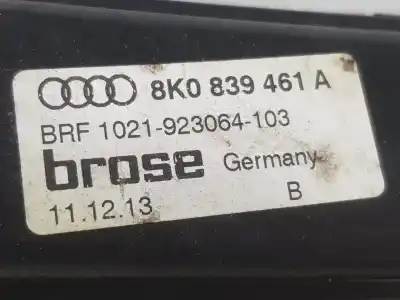 8K0 839 461 A
BRF 1021-923064-103
brose Germany
11.12.13 B